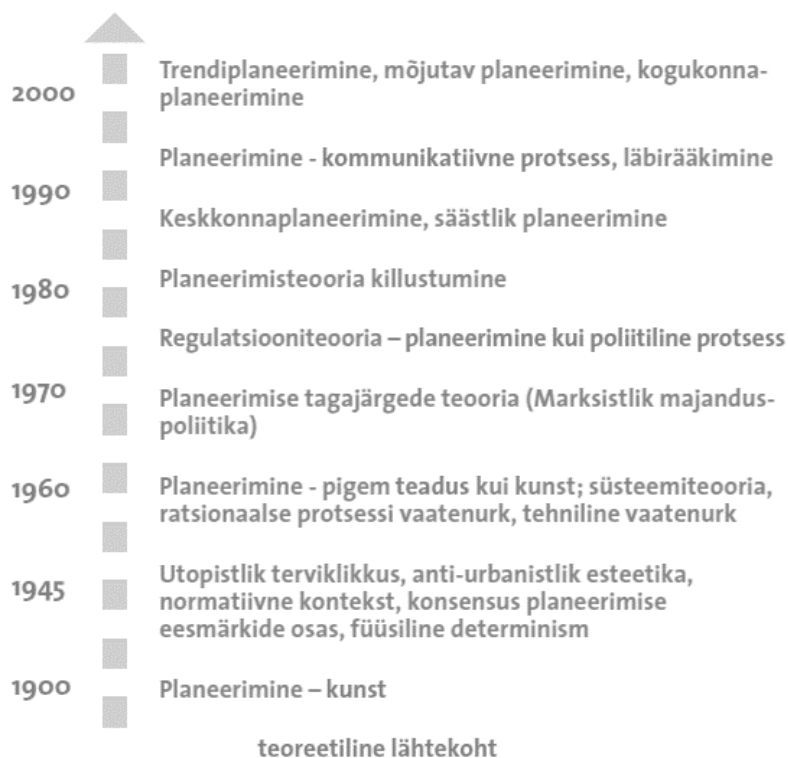 2000
Trendiplaneerimine, mõjutav planeerimine, kogukonna-
planeerimine
Planeerimine - kommunikatiivne protsess, läbirääkimine
1990
Keskkonnaplaneerimine, säästlik planeerimine
1980
Planeerimisteooria killustumine
Regulatsiooniteooria – planeerimine kui poliitiline protsess
1970
Planeerimise tagajärgede teooria (Marksistlik majandus-
poliitika)
1960
Planeerimine - pigem teadus kui kunst; süsteemiteooria,
ratsionaalse protsessi vaatenurk, tehniline vaatenurk
1945
Utopistlik terviklikkus, anti-urbanistlik esteetika,
normatiivne kontekst, konsensus planeerimise
eesmärkide osas, füüsiline determinism
1900
Planeerimine – kunst
teoreetiline lähtekoht